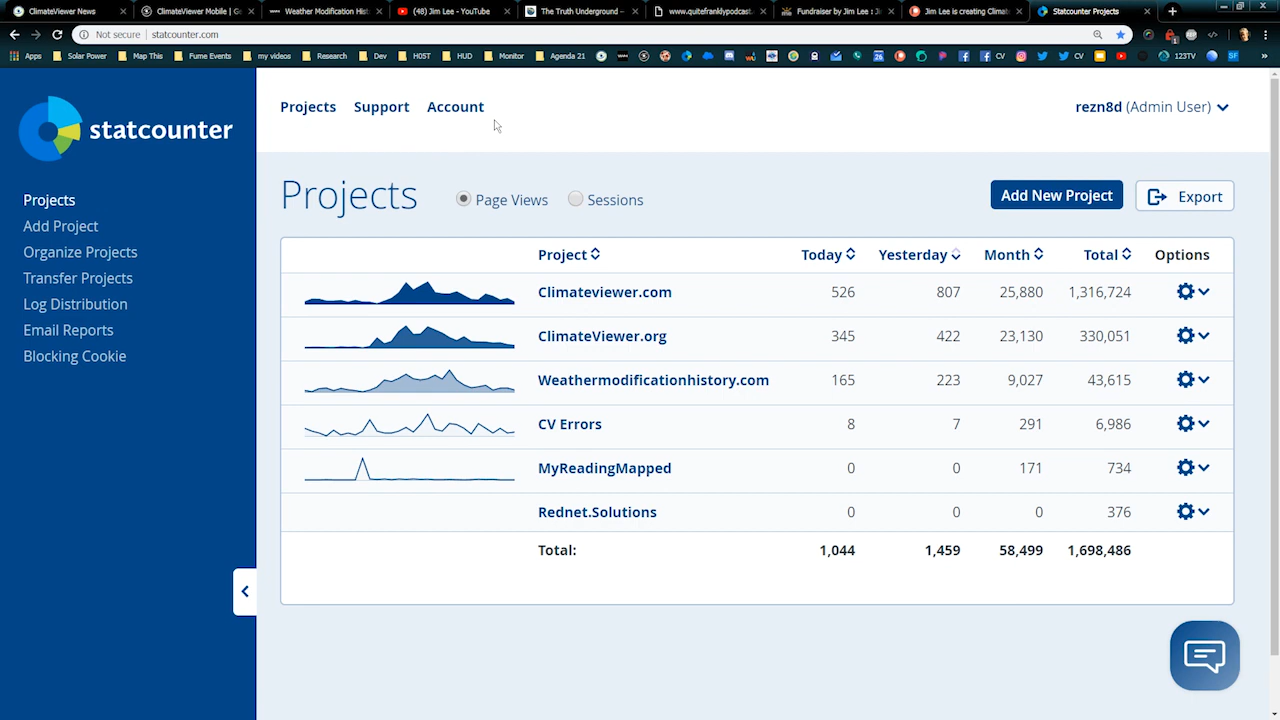 ClimateViewer News
ClimateViewer Mobile | Ge
Weather Modification Hist
(48) Jim Lee - YouTube
The Truth Underground –
www.quitefranklypodcast.
Fundraiser by Jim Lee : Ji
Jim Lee is creating Climat
Statcounter Projects
Not secure | statcounter.com
Apps
Solar Power
Map This
Fume Events
my videos
Research
Dev
HOST
HUD
Monitor
Agenda 21
26
CV
CV
123TV
SF
»
statcounter
Projects
Add Project
Organize Projects
Transfer Projects
Log Distribution
Email Reports
Blocking Cookie
Projects Support Account
rezn8d (Admin User)
Projects
Page Views Sessions
Add New Project Export
Project Today Yesterday Month Total Options
Climateviewer.com 526 807 25,880 1,316,724
ClimateViewer.org 345 422 23,130 330,051
Weathermodificationhistory.com 165 223 9,027 43,615
CV Errors 8 7 291 6,986
MyReadingMapped 0 0 171 734
Rednet.Solutions 0 0 0 376
Total: 1,044 1,459 58,499 1,698,486